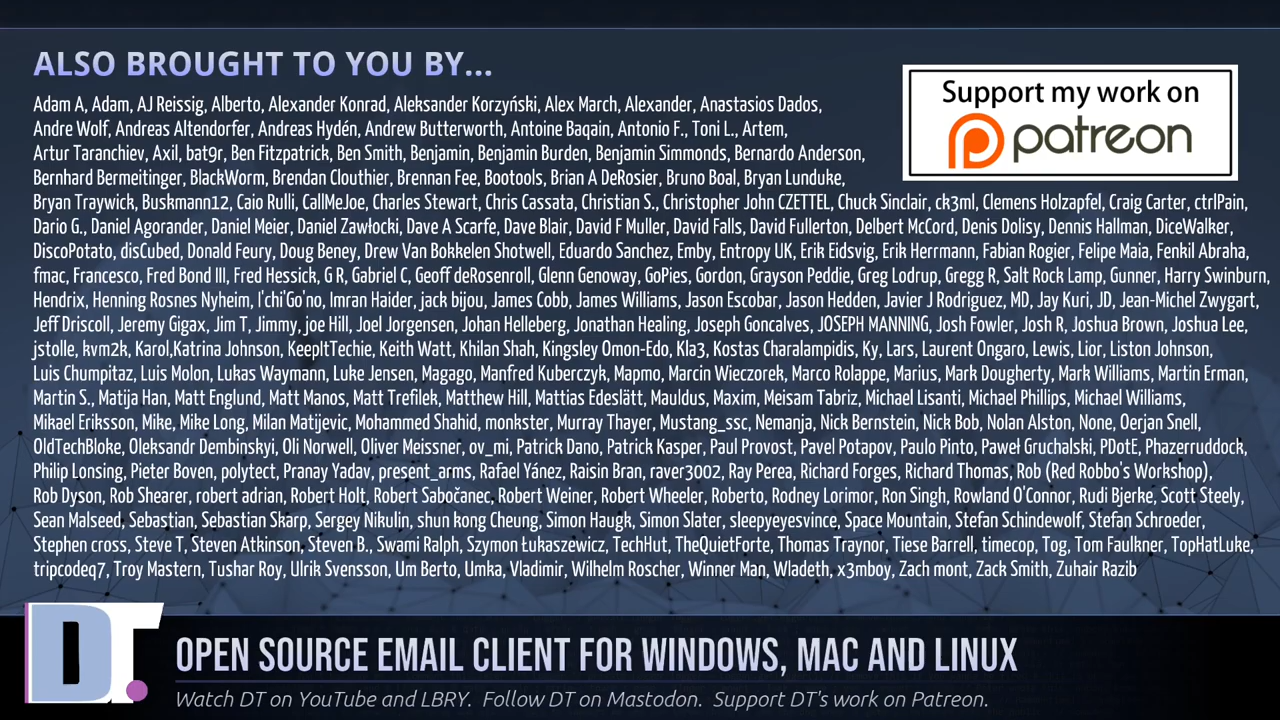 ALSO BROUGHT TO YOU BY...
Support my work on
patreon
Adam A, Adam, AJ Reissig, Alberto, Alexander Konrad, Aleksander Korzyński, Alex March, Alexander, Anastasios Dados,
Andre Wolf, Andreas Altendorfer, Andreas Hydén, Andrew Butterworth, Antoine Baqain, Antonio F., Toni L., Artem,
Artur Taranchiev, Axil, bat9r, Ben Fitzpatrick, Ben Smith, Benjamin, Benjamin Burden, Benjamin Simmonds, Bernardo Anderson,
Bernhard Bermeitinger, BlackWorm, Brendan Clouthier, Brennan Fee, Bootools, Brian A DeRosier, Bruno Boal, Bryan Lunduke,
Bryan Traywick, Buskmann12, Caio Rulli, CallMeJoe, Charles Stewart, Chris Cassata, Christian S., Christopher John CZETTEL, Chuck Sinclair, ck3ml, Clemens Holzapfel, Craig Carter, ctrlPain,
Dario G., Daniel Agorander, Daniel Meier, Daniel Zawłocki, Dave A Scarfe, Dave Blair, David F Muller, David Falls, David Fullerton, Delbert McCord, Denis Dolisy, Dennis Hallman, DiceWalker,
DiscoPotato, disCubed, Donald Feury, Doug Beney, Drew Van Bokkelen Shotwell, Eduardo Sanchez, Emby, Entropy UK, Erik Eidsvig, Erik Herrmann, Fabian Rogier, Felipe Maia, Fenkil Abraha,
fmac, Francesco, Fred Bond III, Fred Hessick, G R, Gabriel C, Geoff deRosenroll, Glenn Genoway, GoPies, Gordon, Grayson Peddie, Greg Lodrup, Gregg R, Salt Rock Lamp, Gunner, Harry Swinburn,
Hendrix, Henning Rosnes Nyheim, I'chi'Go'no, Imran Haider, jack bijou, James Cobb, James Williams, Jason Escobar, Jason Hedden, Javier J Rodriguez, MD, Jay Kuri, JD, Jean-Michel Zwygart,
Jeff Driscoll, Jeremy Gigax, Jim T, Jimmy, joe Hill, Joel Jorgensen, Johan Helleberg, Jonathan Healing, Joseph Goncalves, JOSEPH MANNING, Josh Fowler, Josh R, Joshua Brown, Joshua Lee,
jstolle, kvm2k, Karol,Katrina Johnson, KeepItTechie, Keith Watt, Khilan Shah, Kingsley Omon-Edo, Kla3, Kostas Charalampidis, Ky, Lars, Laurent Ongaro, Lewis, Lior, Liston Johnson,
Luis Chumpitaz, Luis Molon, Lukas Waymann, Luke Jensen, Magago, Manfred Kuberczyk, Mapmo, Marcin Wieczorek, Marco Rolappe, Marius, Mark Dougherty, Mark Williams, Martin Erman,
Martin S., Matija Han, Matt Englund, Matt Manos, Matt Trefilek, Matthew Hill, Mattias Edeslätt, Mauldus, Maxim, Meisam Tabriz, Michael Lisanti, Michael Phillips, Michael Williams,
Mikael Eriksson, Mike, Mike Long, Milan Matijevic, Mohammed Shahid, monkster, Murray Thayer, Mustang_ssc, Nemanja, Nick Bernstein, Nick Bob, Nolan Alston, None, Oerjan Snell,
OldTechBloke, Oleksandr Dembinskyi, Oli Norwell, Oliver Meissner, ov_mi, Patrick Dano, Patrick Kasper, Paul Provost, Pavel Potapov, Paulo Pinto, Paweł Gruchalski, PDotE, Phazerruddock,
Philip Lonsing, Pieter Boven, polytect, Pranay Yadav, present_arms, Rafael Yánez, Raisin Bran, raver3002, Ray Perea, Richard Forges, Richard Thomas, Rob (Red Robbo's Workshop),
Rob Dyson, Rob Shearer, robert adrian, Robert Holt, Robert Sabočanec, Robert Weiner, Robert Wheeler, Roberto, Rodney Lorimor, Ron Singh, Rowland O'Connor, Rudi Bjerke, Scott Steely,
Sean Malseed, Sebastian, Sebastian Skarp, Sergey Nikulin, shun kong Cheung, Simon Haugk, Simon Slater, sleepyeyesvince, Space Mountain, Stefan Schindewolf, Stefan Schroeder,
Stephen cross, Steve T, Steven Atkinson, Steven B., Swami Ralph, Szymon Łukaszewicz, TechHut, TheQuietForte, Thomas Traynor, Tiese Barrell, timecop, Tog, Tom Faulkner, TopHatLuke,
tripcodeq7, Troy Mastern, Tushar Roy, Ulrik Svensson, Um Berto, Umka, Vladimir, Wilhelm Roscher, Winner Man, Wladeth, x3mboy, Zach mont, Zack Smith, Zuhair Razib
DT.
OPEN SOURCE EMAIL CLIENT FOR WINDOWS, MAC AND LINUX
Watch DT on YouTube and LBRY. Follow DT on Mastodon. Support DT's work on Patreon.